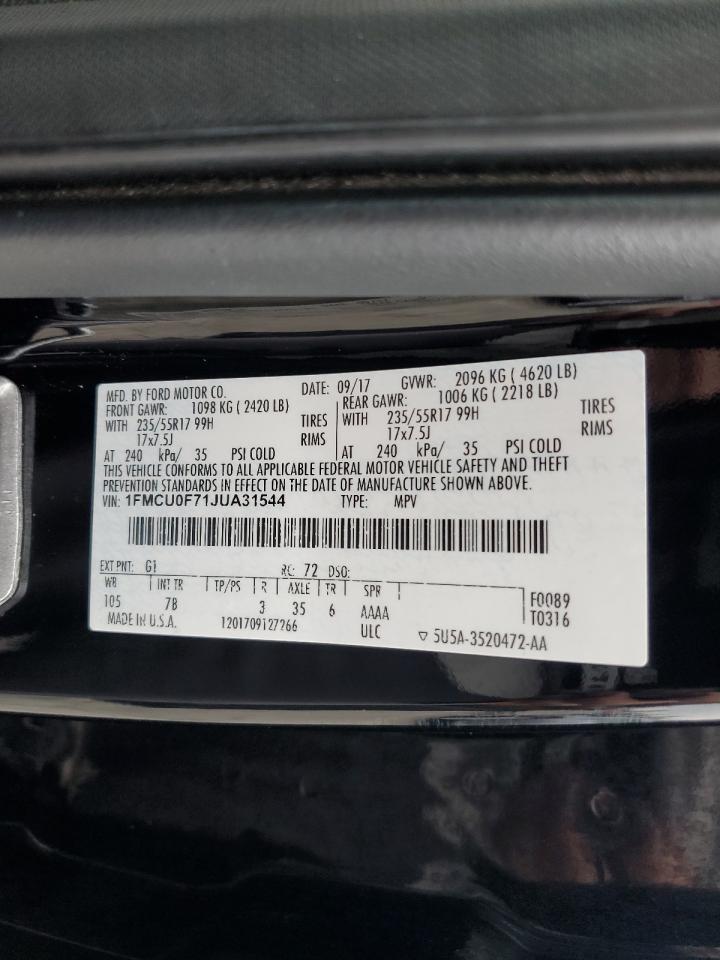 MFD. BY FORD MOTOR CO. DATE: 09/17 GVWR: 2096 KG ( 4620 LB)
FRONT GAWR: 1098 KG ( 2420 LB) REAR GAWR: 1006 KG ( 2218 LB)
WITH 235/55R17 99H TIRES WITH 235/55R17 99H TIRES
17x7.5J RIMS 17x7.5J RIMS
AT 240 kPa/ 35 PSI COLD AT 240 kPa/ 35 PSI COLD
THIS VEHICLE CONFORMS TO ALL APPLICABLE FEDERAL MOTOR VEHICLE SAFETY AND THEFT
PREVENTION STANDARDS IN EFFECT ON THE DATE OF MANUFACTURE SHOWN ABOVE.
VIN: 1FMCU0F71JUA31544 TYPE: MPV
EXT PNT: G1 RC: 72 DSO:
WB INT TR TP/PS R AXLE TR SPR
105 7B 3 35 6 AAAA F0089
MADE IN U.S.A. 1201709127266 ULC T0316
▽ 5U5A-3520472-AA